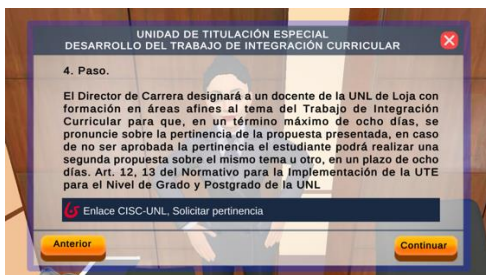 UNIDAD DE TITULACIÓN ESPECIAL
DESARROLLO DEL TRABAJO DE INTEGRACIÓN CURRICULAR
4. Paso.
El Director de Carrera designará a un docente de la UNL de Loja con
formación en áreas afines al tema del Trabajo de Integración
Curricular para que, en un término máximo de ocho días, se
pronuncie sobre la pertinencia de la propuesta presentada, en caso
de no ser aprobada la pertinencia el estudiante podrá realizar una
segunda propuesta sobre el mismo tema u otro, en un plazo de ocho
días. Art. 12, 13 del Normativo para la Implementación de la UTE
para el Nivel de Grado y Postgrado de la UNL
Enlace CISC-UNL, Solicitar pertinencia
Anterior
Continuar